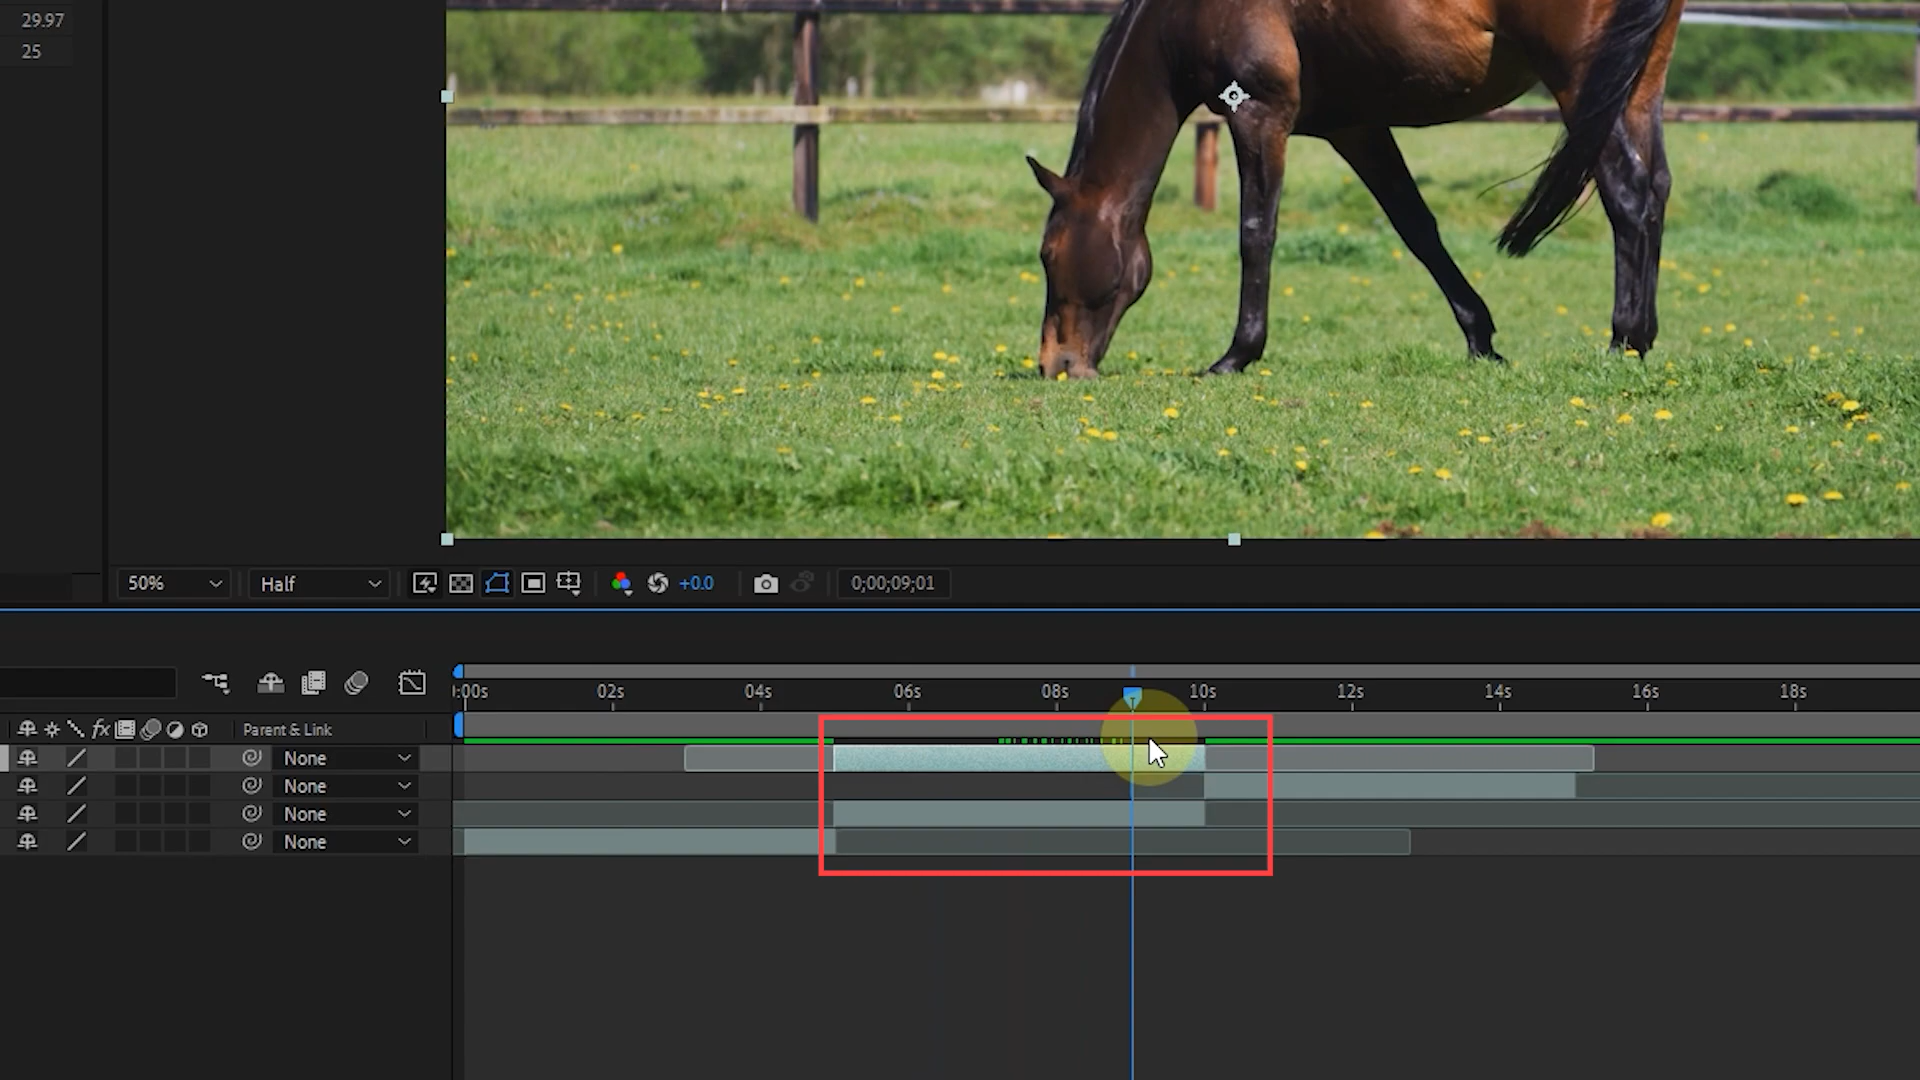 29.97
25
50%
Half
+0.0
0;00;09;01
):00s 02s 04s 06s 08s 10s 12s 14s 16s 18s
fx Parent & Link
None
None
None
None